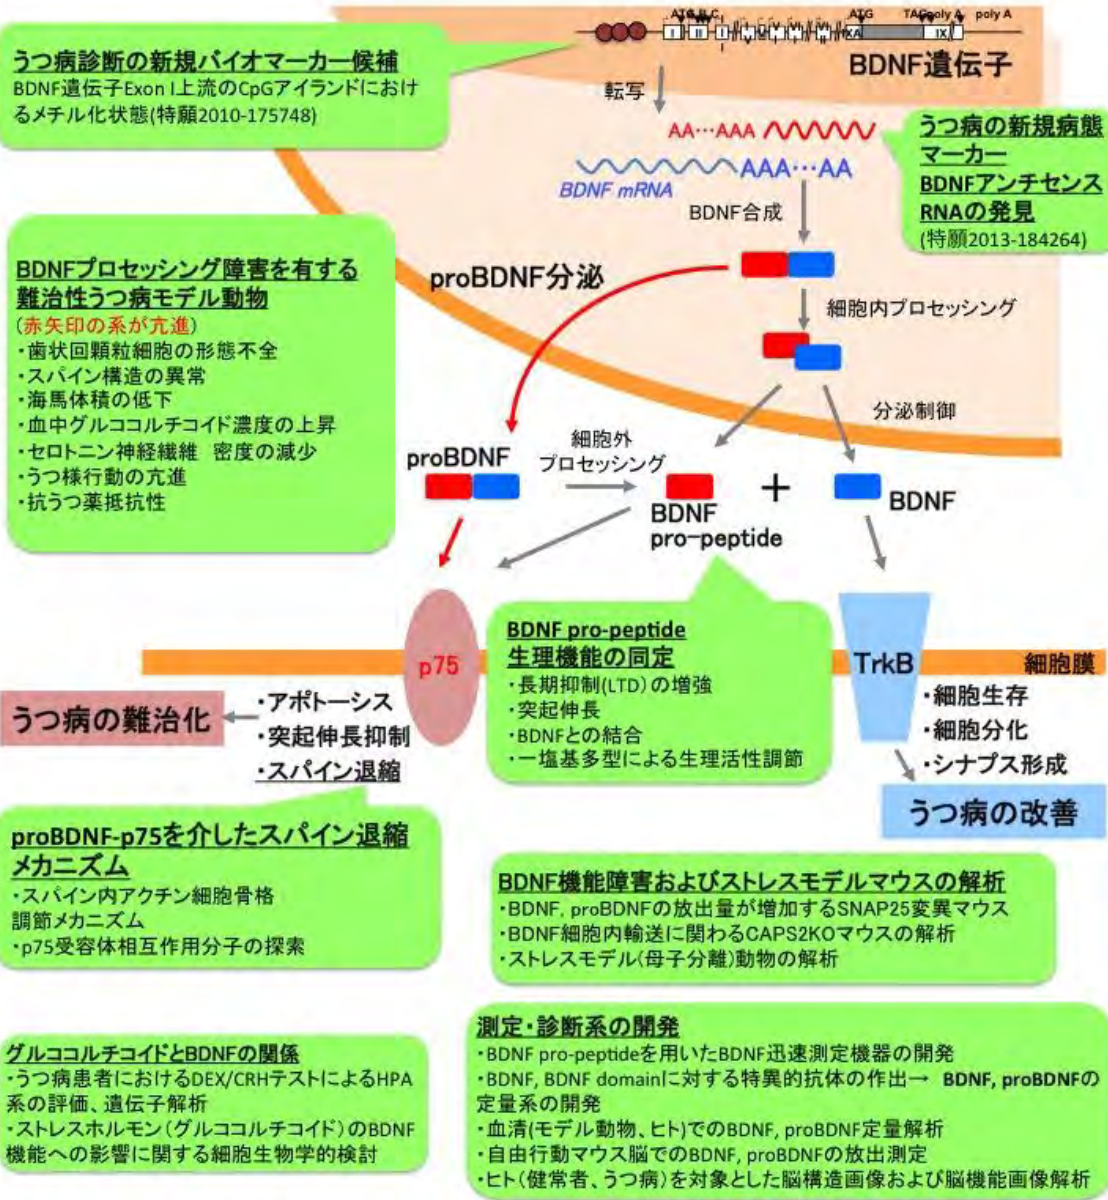 ATG
TAG
poly A
poly A
I
II
I
IXA
IX
BDNF遺伝子
うつ病診断の新規バイオマーカー候補
BDNF遺伝子Exon I上流のCpGアイランドにおけ
るメチル化状態(特願2010-175748)
転写
AA…AAA
BDNF mRNA
AAA…AA
うつ病の新規病態
マーカー
BDNFアンチセンス
RNAの発見
(特願2013-184264)
BDNF合成
proBDNF分泌
細胞内プロセッシング
分泌制御
BDNFプロセッシング障害を有する
難治性うつ病モデル動物
(赤矢印の系が亢進)
・歯状回顆粒細胞の形態不全
・スパイン構造の異常
・海馬体積の低下
・血中グルココルチコイド濃度の上昇
・セロトニン神経繊維 密度の減少
・うつ様行動の亢進
・抗うつ薬抵抗性
proBDNF
細胞外
プロセッシング
BDNF
pro-peptide
+
BDNF
p75
TrkB
細胞膜
BDNF pro-peptide
生理機能の同定
・長期抑制(LTD)の増強
・突起伸長
・BDNFとの結合
・一塩基多型による生理活性調節
うつ病の難治化
・アポトーシス
・突起伸長抑制
・スパイン退縮
・細胞生存
・細胞分化
・シナプス形成
うつ病の改善
proBDNF-p75を介したスパイン退縮
メカニズム
・スパイン内アクチン細胞骨格
調節メカニズム
・p75受容体相互作用分子の探索
BDNF機能障害およびストレスモデルマウスの解析
・BDNF, proBDNFの放出量が増加するSNAP25変異マウス
・BDNF細胞内輸送に関わるCAPS2KOマウスの解析
・ストレスモデル(母子分離)動物の解析
グルココルチコイドとBDNFの関係
・うつ病患者におけるDEX/CRHテストによるHPA
系の評価、遺伝子解析
・ストレスホルモン(グルココルチコイド)のBDNF
機能への影響に関する細胞生物学的検討
測定・診断系の開発
・BDNF pro-peptideを用いたBDNF迅速測定機器の開発
・BDNF, BDNF domainに対する特異的抗体の作出→ BDNF, proBDNFの
定量系の開発
・血清(モデル動物、ヒト)でのBDNF, proBDNF定量解析
・自由行動マウス脳でのBDNF, proBDNFの放出測定
・ヒト(健常者、うつ病)を対象とした脳構造画像および脳機能画像解析